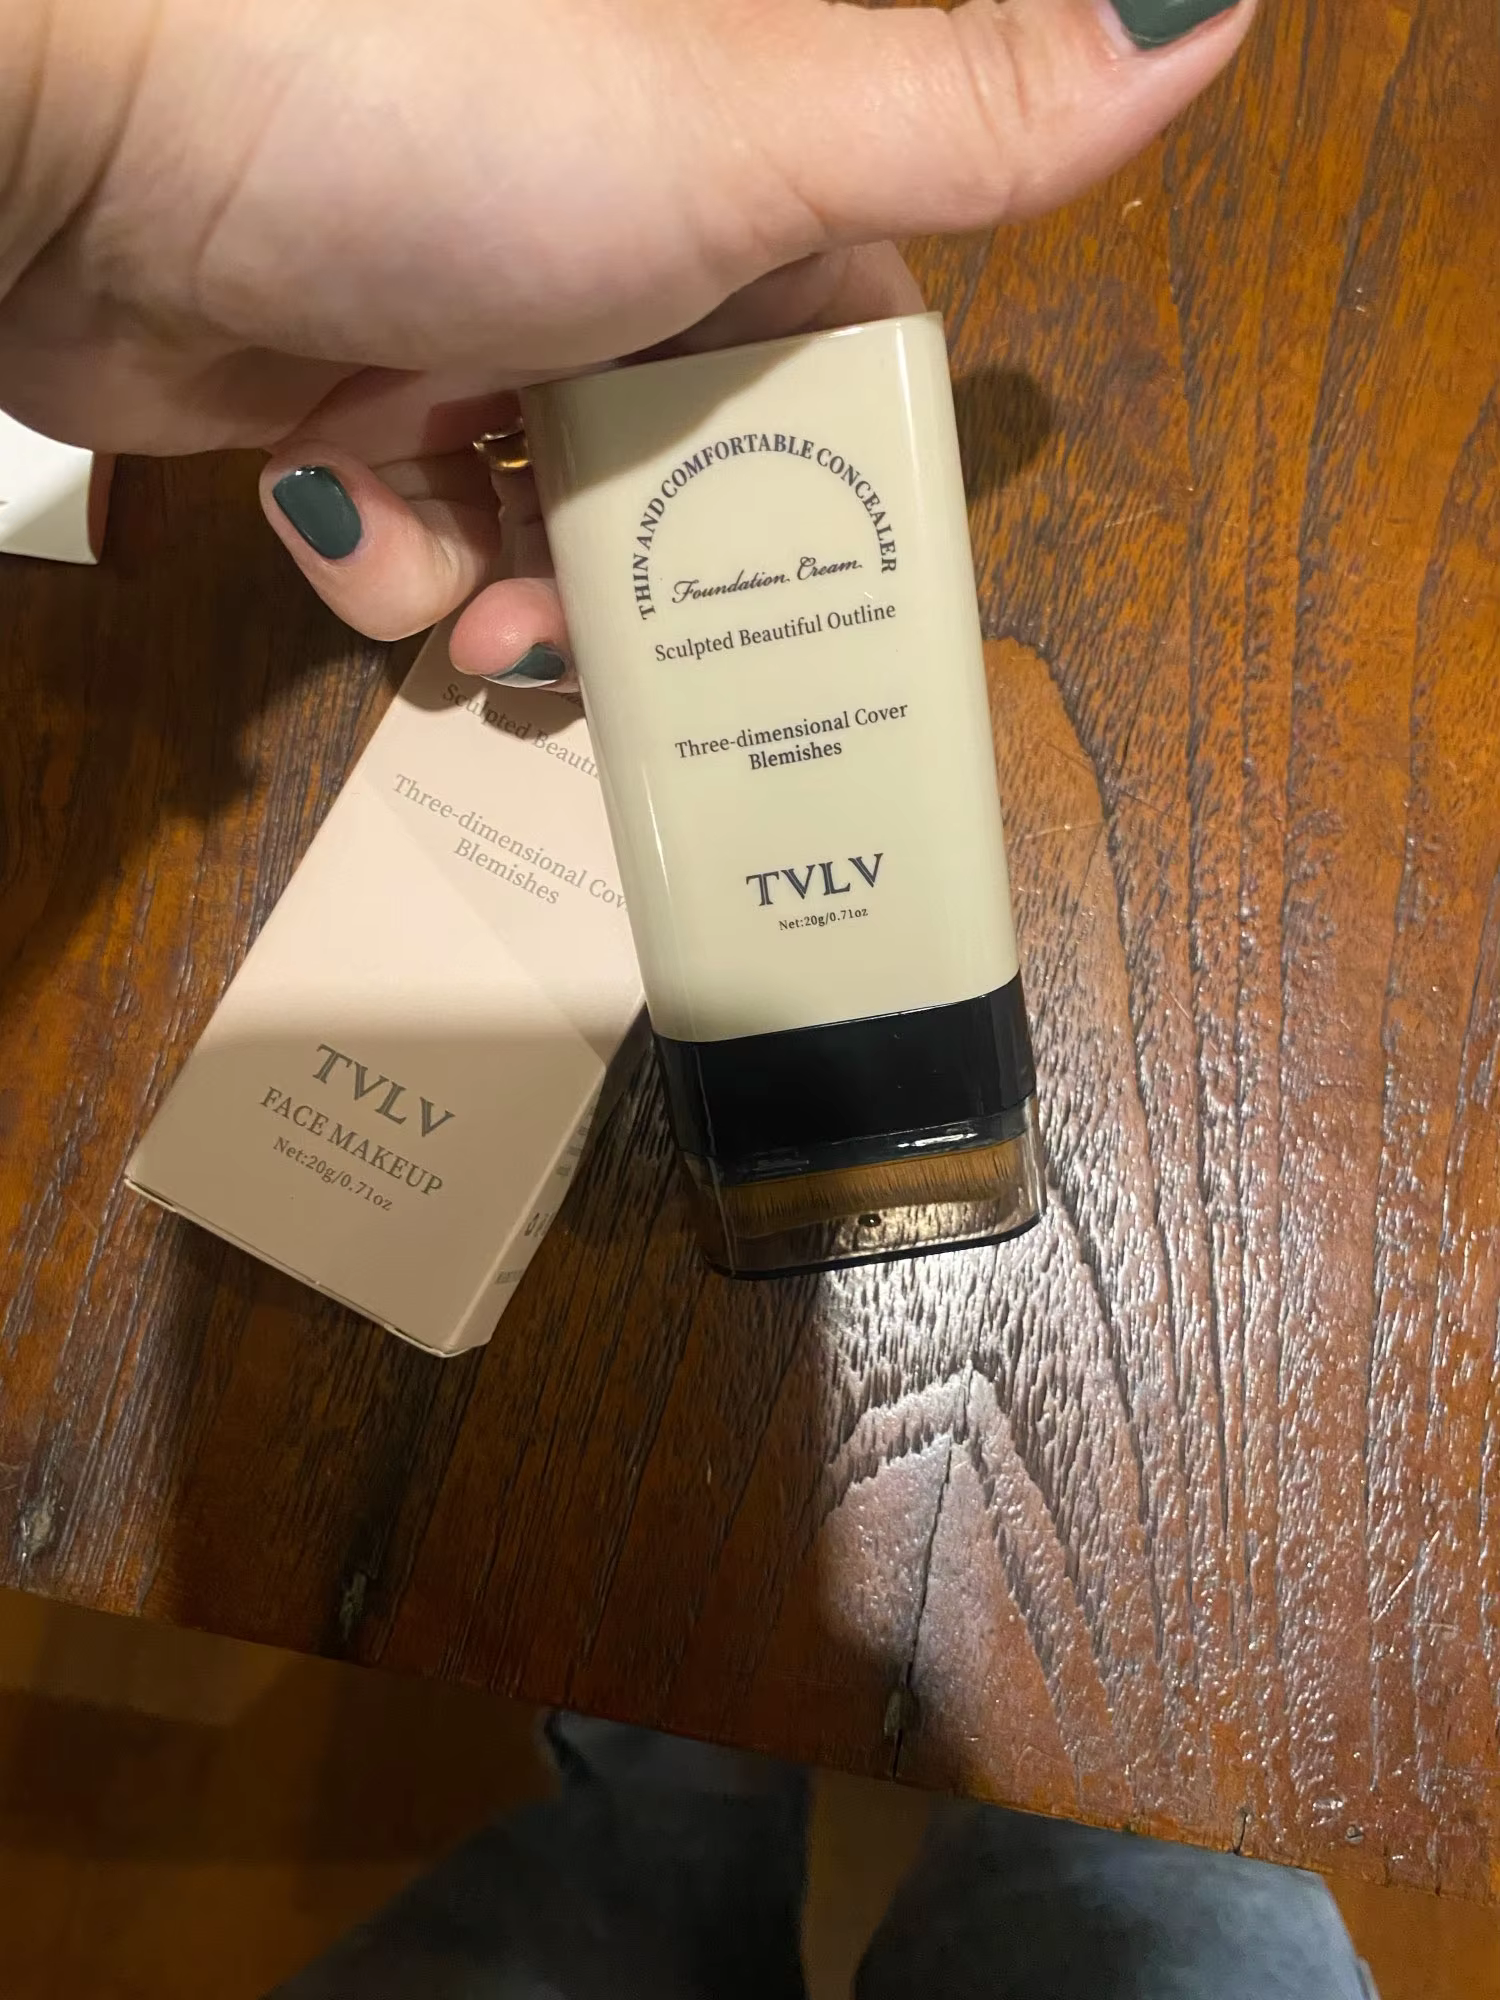 THIN AND COMFORTABLE CONCEALER
Foundation Cream
Sculpted Beautiful Outline
Three-dimensional Cover
Blemishes
TVLV
Net:20g/0.71oz
Sculpted
Three-dimensional
Blemishes
TVLV
FACE MAKEUP
Net:20g/0.71oz